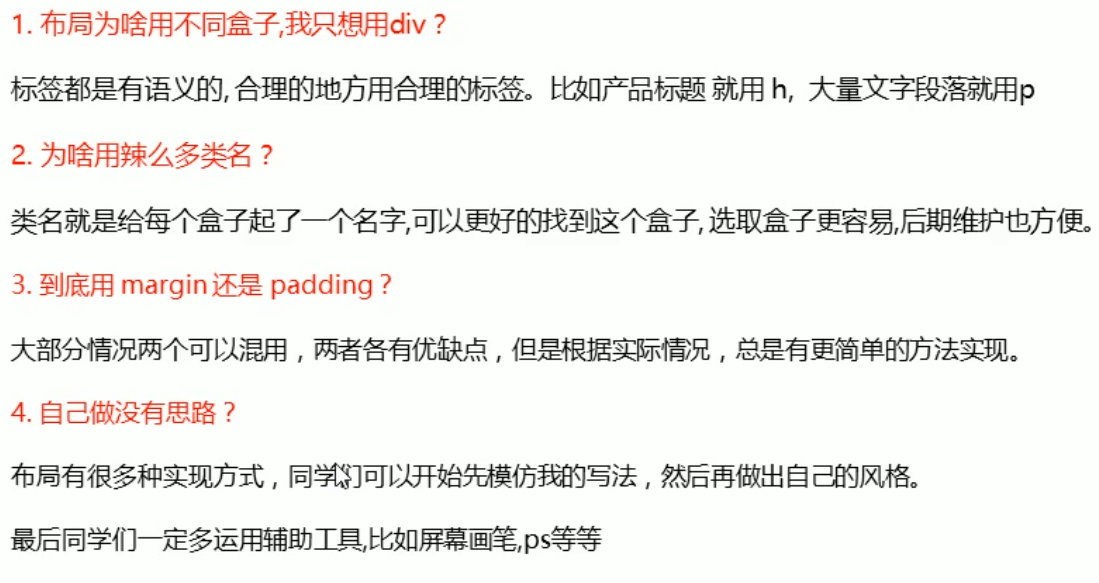 1. 布局为啥用不同盒子,我只想用div？
标签都是有语义的, 合理的地方用合理的标签。比如产品标题 就用 h, 大量文字段落就用p
2. 为啥用辣么多类名？
类名就是给每个盒子起了一个名字,可以更好的找到这个盒子, 选取盒子更容易,后期维护也方便。
3. 到底用 margin 还是 padding？
大部分情况两个可以混用，两者各有优缺点，但是根据实际情况，总是有更简单的方法实现。
4. 自己做没有思路？
布局有很多种实现方式，同学们可以开始先模仿我的写法，然后再做出自己的风格。
最后同学们一定多运用辅助工具,比如屏幕画笔,ps等等